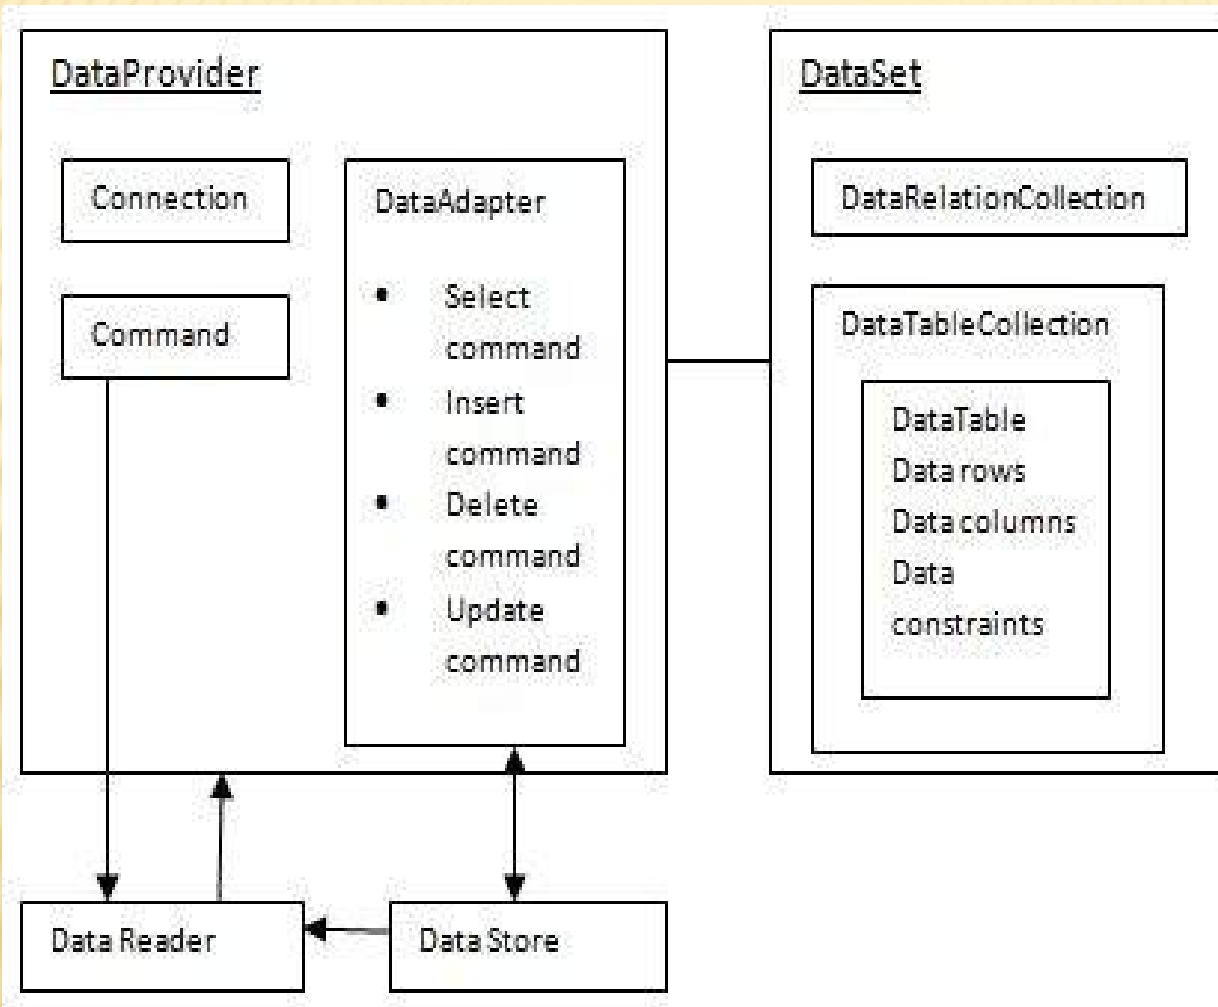 DataProvider
Connection
Command
DataAdapter
• Select
command
• Insert
command
• Delete
command
• Update
command
DataSet
DataRelationCollection
DataTableCollection
DataTable
Data rows
Data columns
Data
constraints
Data Reader
Data Store